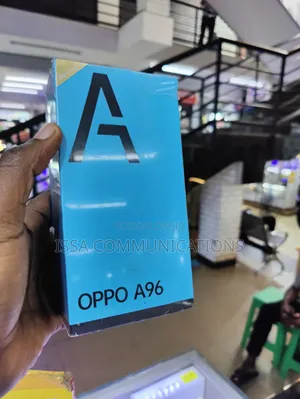 A
ISSA COMMUNICATIONS
OPPO A96